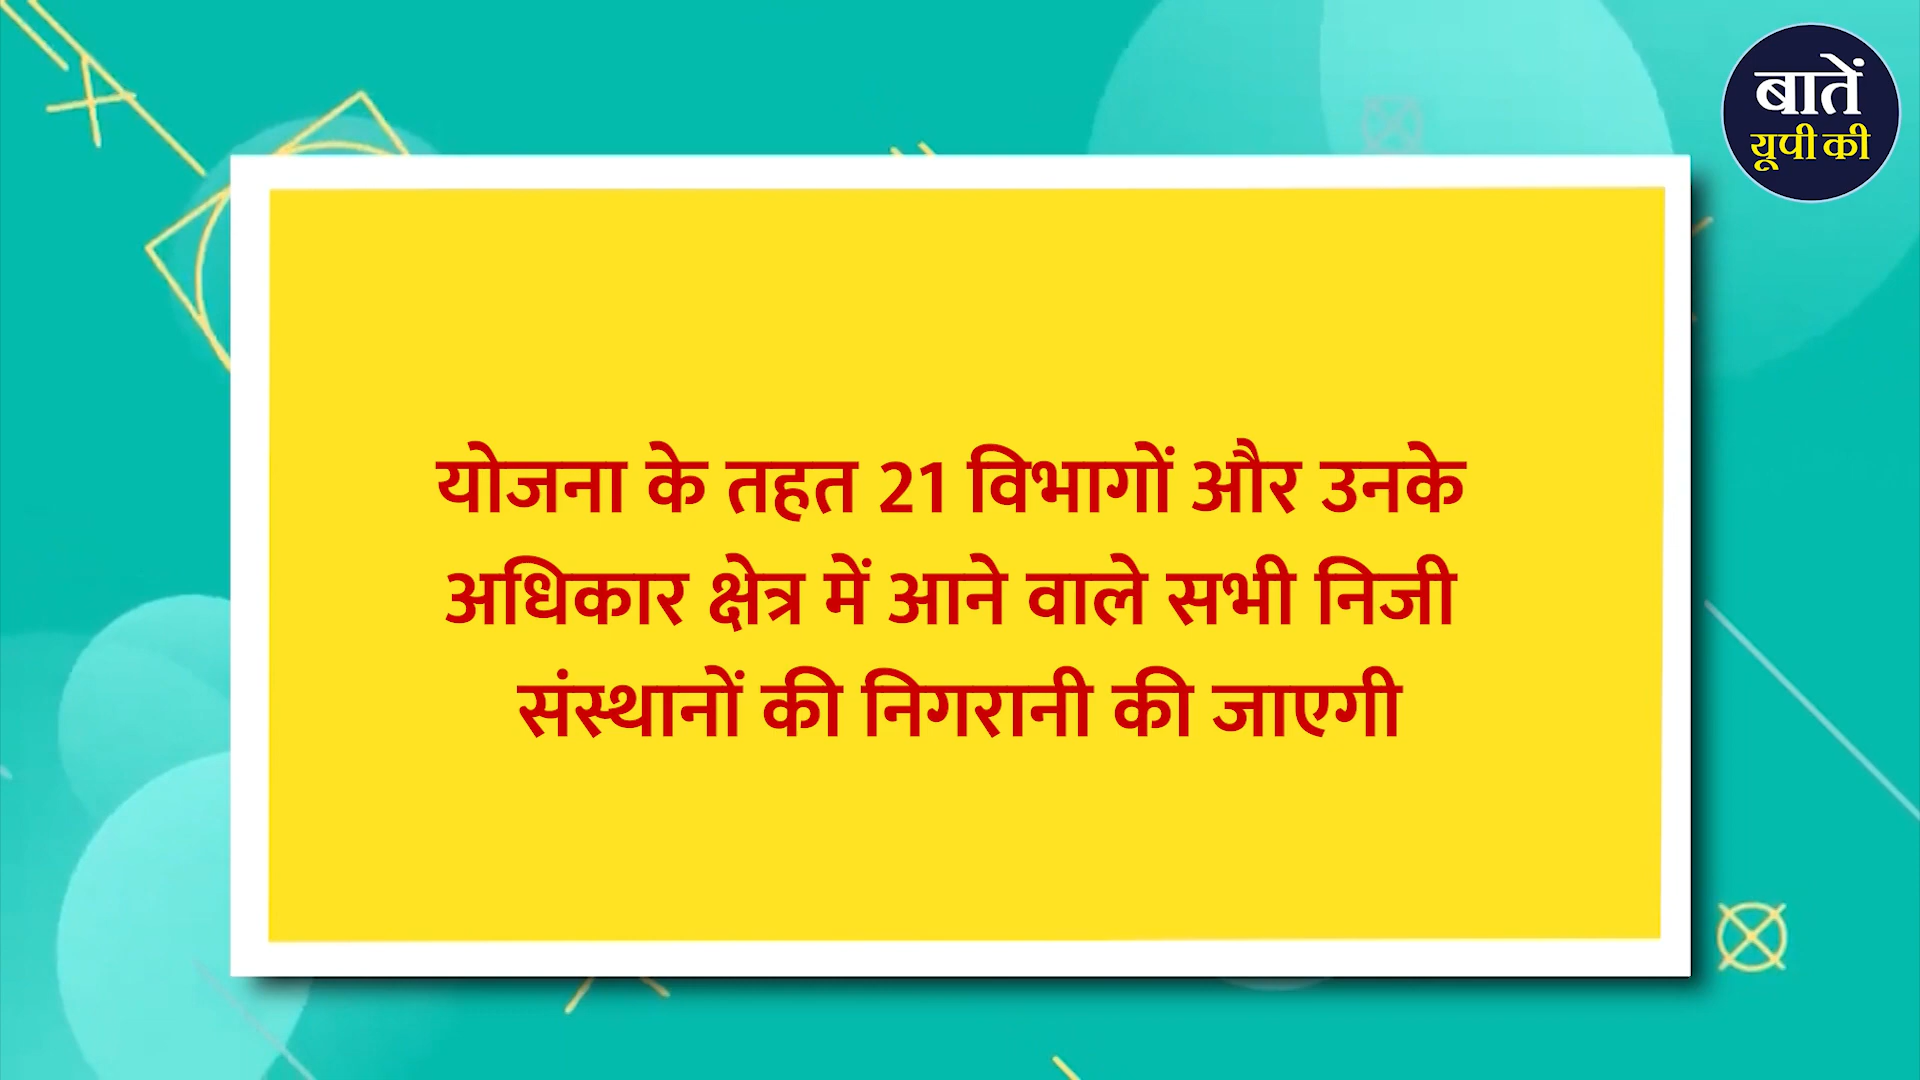 बातें
यूपी की
योजना के तहत 21 विभागों और उनके
अधिकार क्षेत्र में आने वाले सभी निजी
संस्थानों की निगरानी की जाएगी